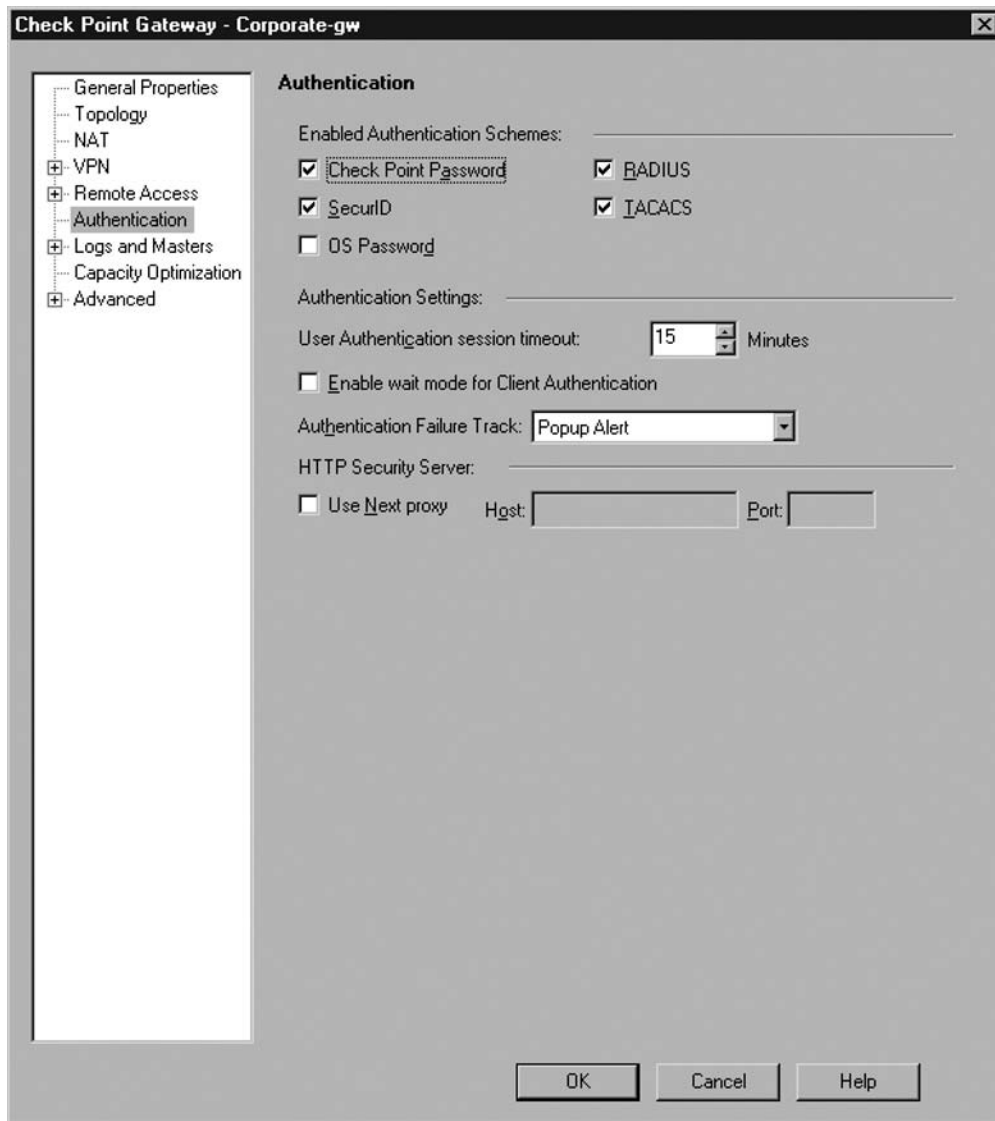 Check Point Gateway - Corporate-gw
General Properties
Topology
NAT
VPN
Remote Access
Authentication
Logs and Masters
Capacity Optimization
Advanced
Authentication
Enabled Authentication Schemes:
Check Point Password RADIUS
SecurID TACACS
OS Password
Authentication Settings:
User Authentication session timeout: 15 Minutes
Enable wait mode for Client Authentication
Authentication Failure Track: Popup Alert
HTTP Security Server:
Use Next proxy Host: Port:
OK Cancel Help